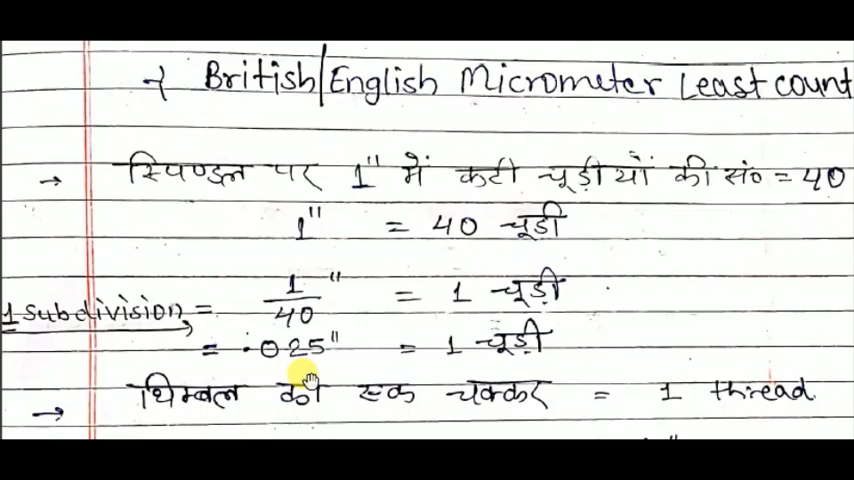 British/English Micrometer Least count
→ स्पिण्डल पर 1" में कटी चूड़ीयों की सं० = 40
1" = 40 चूडी
1 subdivision = 1/40" = 1 चूड़ी
= .025" = 1 चूड़ी
→ थिम्बल का एक चक्कर = 1 thread